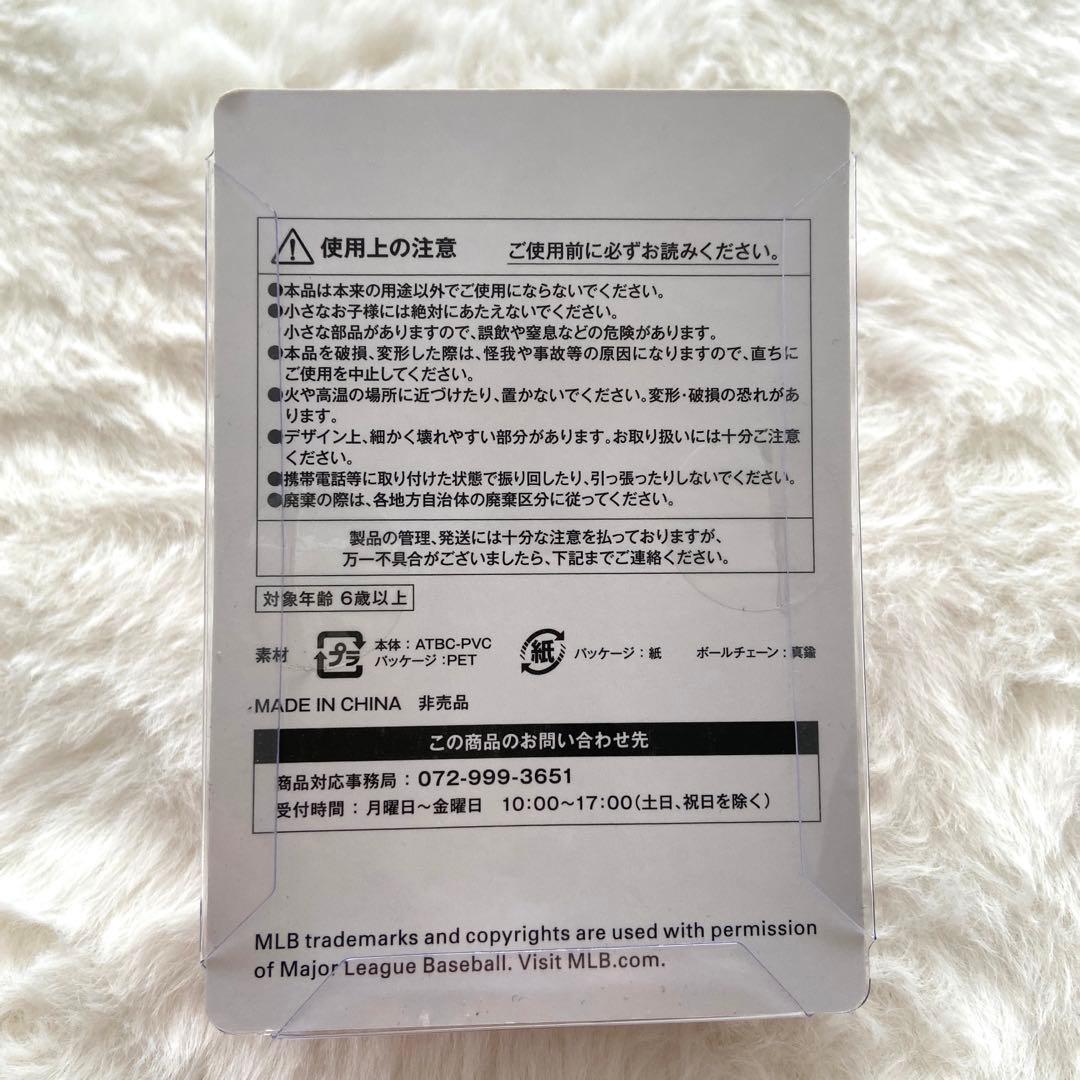 使用上の注意 ご使用前に必ずお読みください。
●本品は本来の用途以外でご使用にならないでください。
●小さなお子様には絶対にあたえないでください。
小さな部品がありますので、誤飲や窒息などの危険があります。
●本品を破損、変形した際は、怪我や事故等の原因になりますので、直ちに
ご使用を中止してください。
●火や高温の場所に近づけたり、置かないでください。変形・破損の恐れがあ
ります。
●デザイン上、細かく壊れやすい部分があります。お取り扱いには十分ご注意
ください。
●携帯電話等に取り付けた状態で振り回したり、引っ張ったりしないでください。
●廃棄の際は、各地方自治体の廃棄区分に従ってください。
製品の管理、発送には十分な注意を払っておりますが、
万一不具合がございましたら、下記までご連絡ください。
対象年齢 6歳以上
素材 プラ 本体：ATBC-PVC
パッケージ：PET
紙 パッケージ：紙 ボールチェーン：真鍮
MADE IN CHINA 非売品
この商品のお問い合わせ先
商品対応事務局：072-999-3651
受付時間：月曜日～金曜日 10:00～17:00（土日、祝日を除く）
MLB trademarks and copyrights are used with permission
of Major League Baseball. Visit MLB.com.